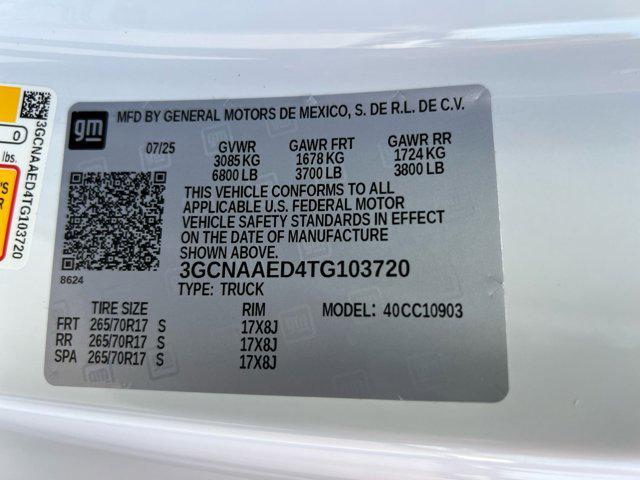 gm
MFD BY GENERAL MOTORS DE MEXICO, S. DE R.L. DE C.V.
07/25 GVWR GAWR FRT GAWR RR
3085 KG 1678 KG 1724 KG
6800 LB 3700 LB 3800 LB
THIS VEHICLE CONFORMS TO ALL
APPLICABLE U.S. FEDERAL MOTOR
VEHICLE SAFETY STANDARDS IN EFFECT
ON THE DATE OF MANUFACTURE
SHOWN ABOVE.
8624
3GCNAAED4TG103720
TYPE: TRUCK
TIRE SIZE RIM MODEL: 40CC10903
FRT 265/70R17 S 17X8J
RR 265/70R17 S 17X8J
SPA 265/70R17 S 17X8J
0
lbs.
'S
R
3GCNAAED4TG103720